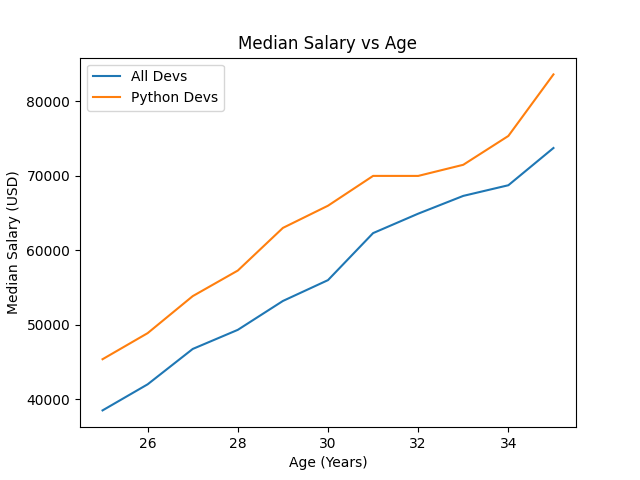 Median Salary vs Age
All Devs
Python Devs
80000
70000
60000
50000
40000
Median Salary (USD)
26 28 30 32 34
Age (Years)